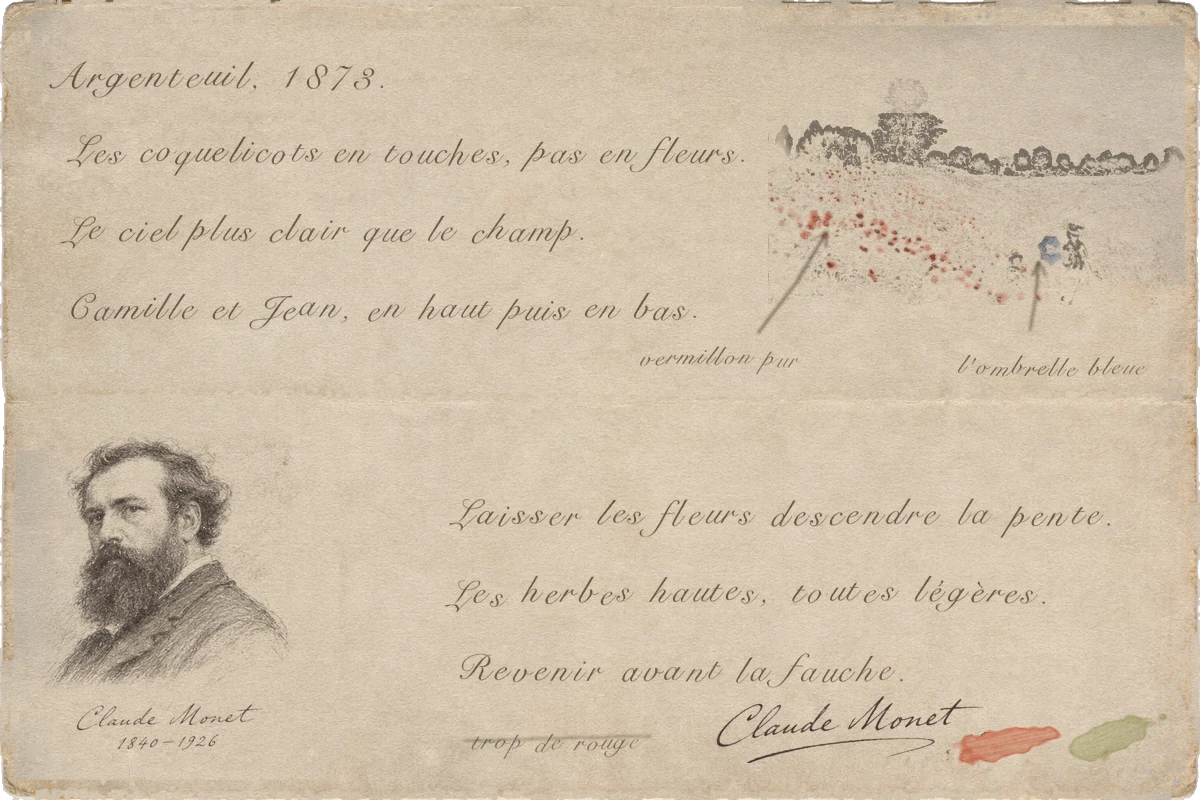 Argenteuil, 1873.
Les coquelicots en touches, pas en fleurs.
Le ciel plus clair que le champ.
Camille et Jean, en haut puis en bas.
vermillon pur
l'ombrelle bleue
Laisser les fleurs descendre la pente.
Les herbes hautes, toutes légères.
Revenir avant la fauche.
Claude Monet
1840–1926
trop de rouge
Claude Monet